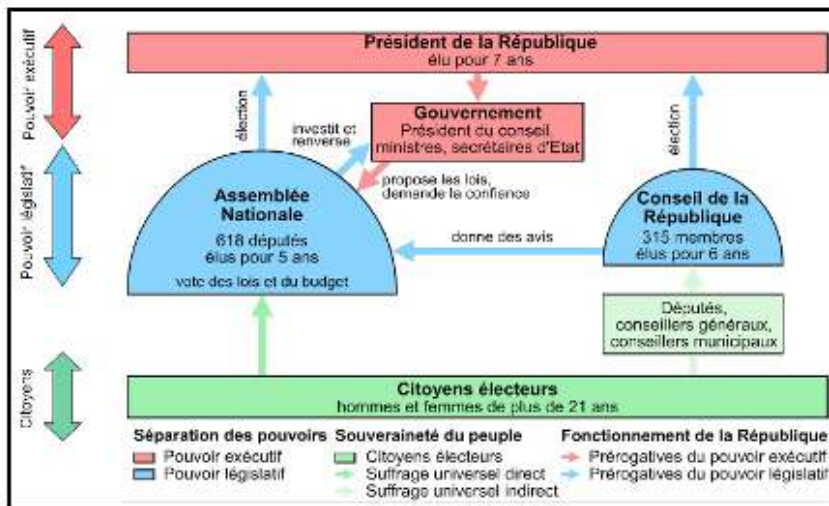 Président de la République
élu pour 7 ans
Pouvoir exécutif
élection
investit et
renverse
Gouvernement
Président du conseil
ministres, secrétaires d'Etat
élection
propose les lois,
demande la confiance
Pouvoir législatif
Assemblée
Nationale
618 députés
élus pour 5 ans
vote des lois et du budget
donne des avis
Conseil de la
République
315 membres
élus pour 6 ans
Députés,
conseillers généraux,
conseillers municipaux
Citoyens
Citoyens électeurs
hommes et femmes de plus de 21 ans
Séparation des pouvoirs
Pouvoir exécutif
Pouvoir législatif
Souveraineté du peuple
Citoyens électeurs
Suffrage universel direct
Suffrage universel indirect
Fonctionnement de la République
Prérogatives du pouvoir exécutif
Prérogatives du pouvoir législatif